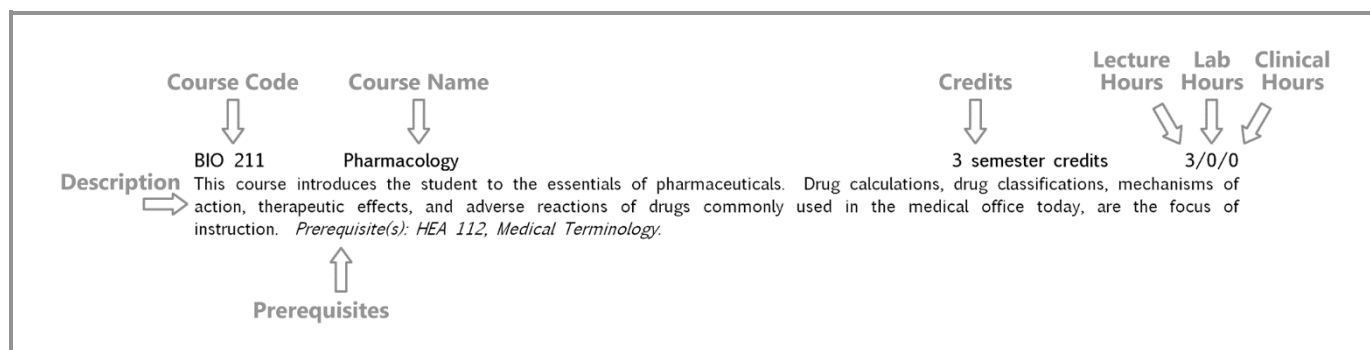 Course Code Course Name Credits Lecture Hours Lab Hours Clinical Hours
BIO 211 Pharmacology 3 semester credits 3/0/0
Description
This course introduces the student to the essentials of pharmaceuticals. Drug calculations, drug classifications, mechanisms of
action, therapeutic effects, and adverse reactions of drugs commonly used in the medical office today, are the focus of
instruction. Prerequisite(s): HEA 112, Medical Terminology.
Prerequisites